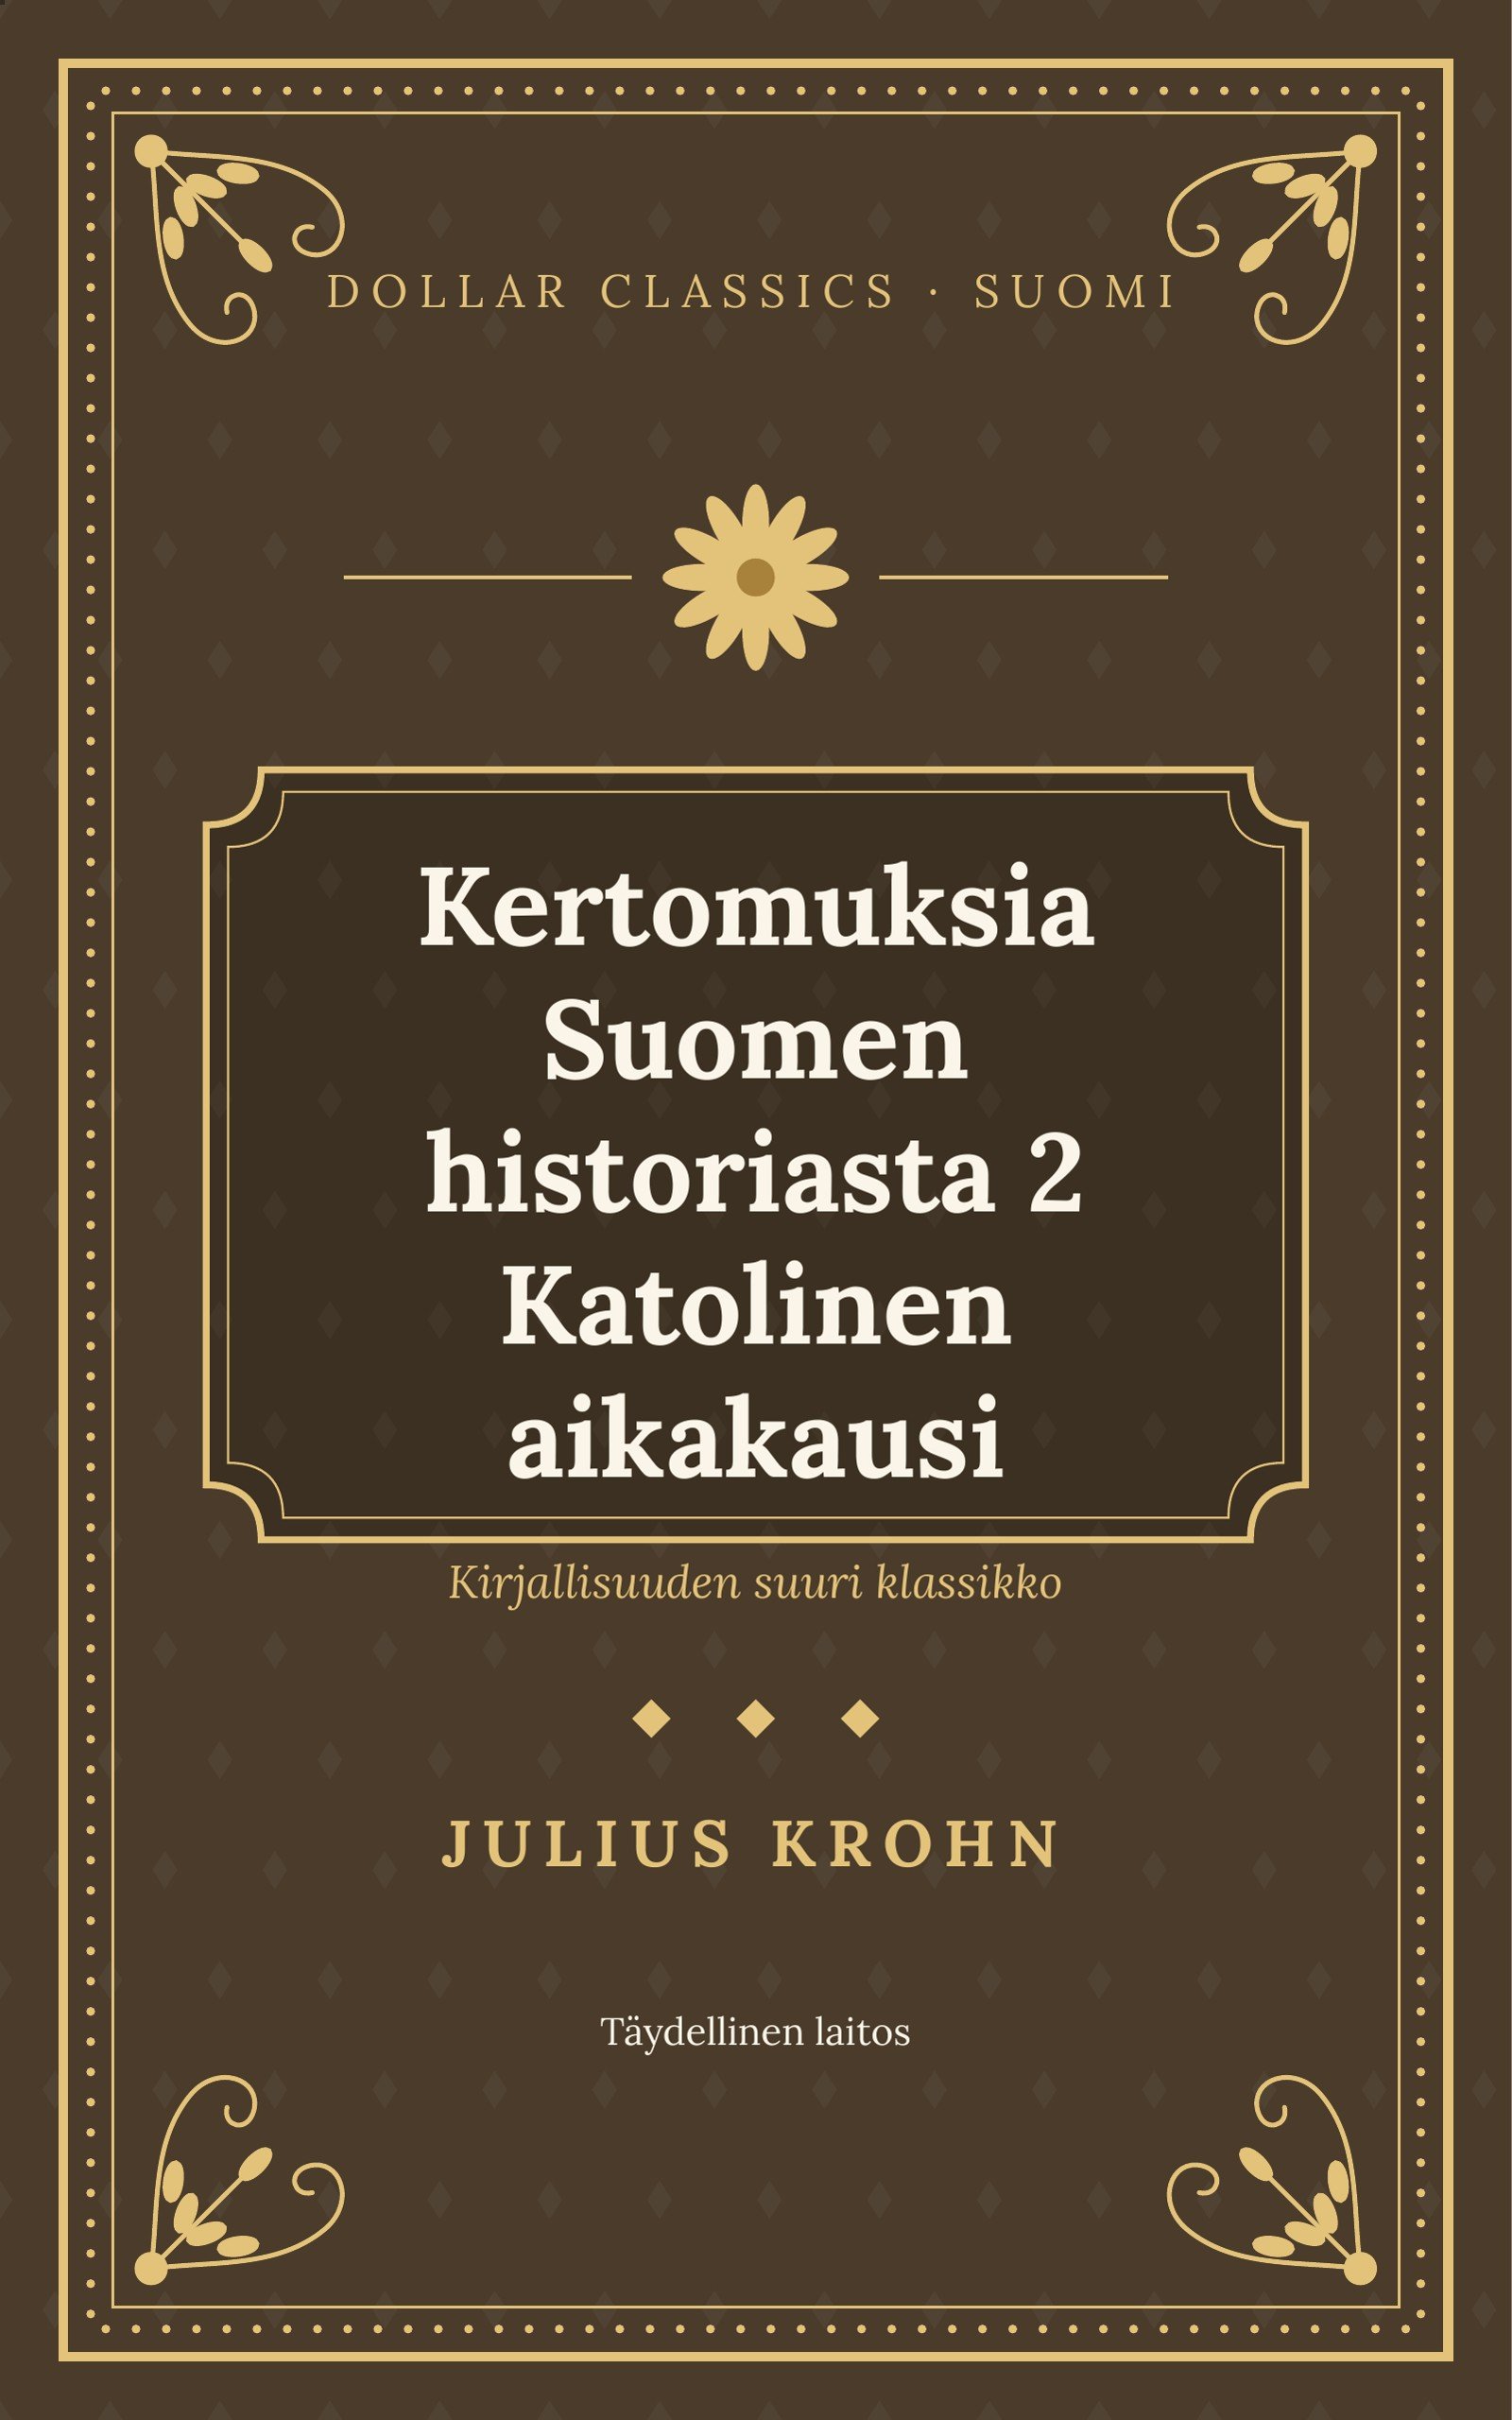 DOLLAR CLASSICS · SUOMI
Kertomuksia
Suomen
historiasta 2
Katolinen
aikakausi
Kirjallisuuden suuri klassikko
JULIUS KROHN
Täydellinen laitos